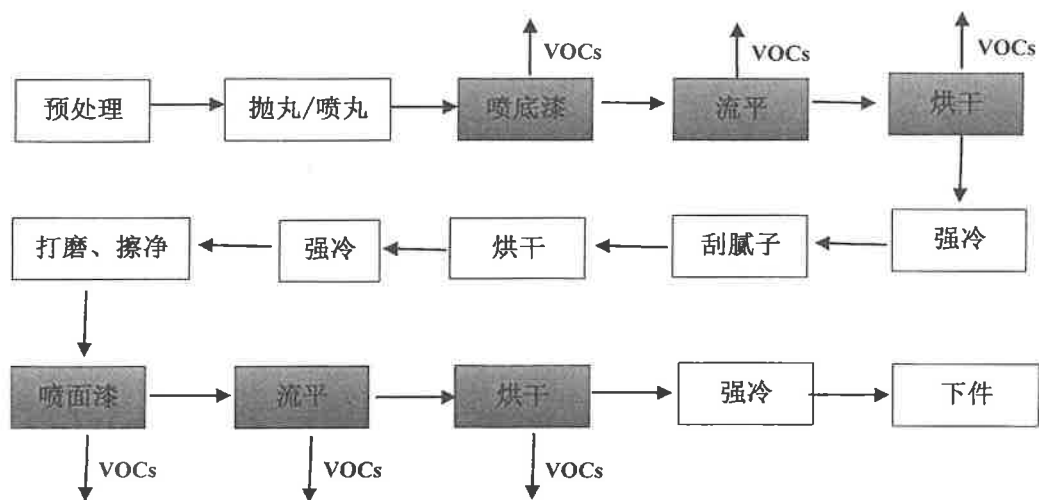 VOCs VOCs VOCs
预处理 抛丸/喷丸 喷底漆 流平 烘干
打磨、擦净 强冷 烘干 刮腻子 强冷
喷面漆 流平 烘干 强冷 下件
VOCs VOCs VOCs